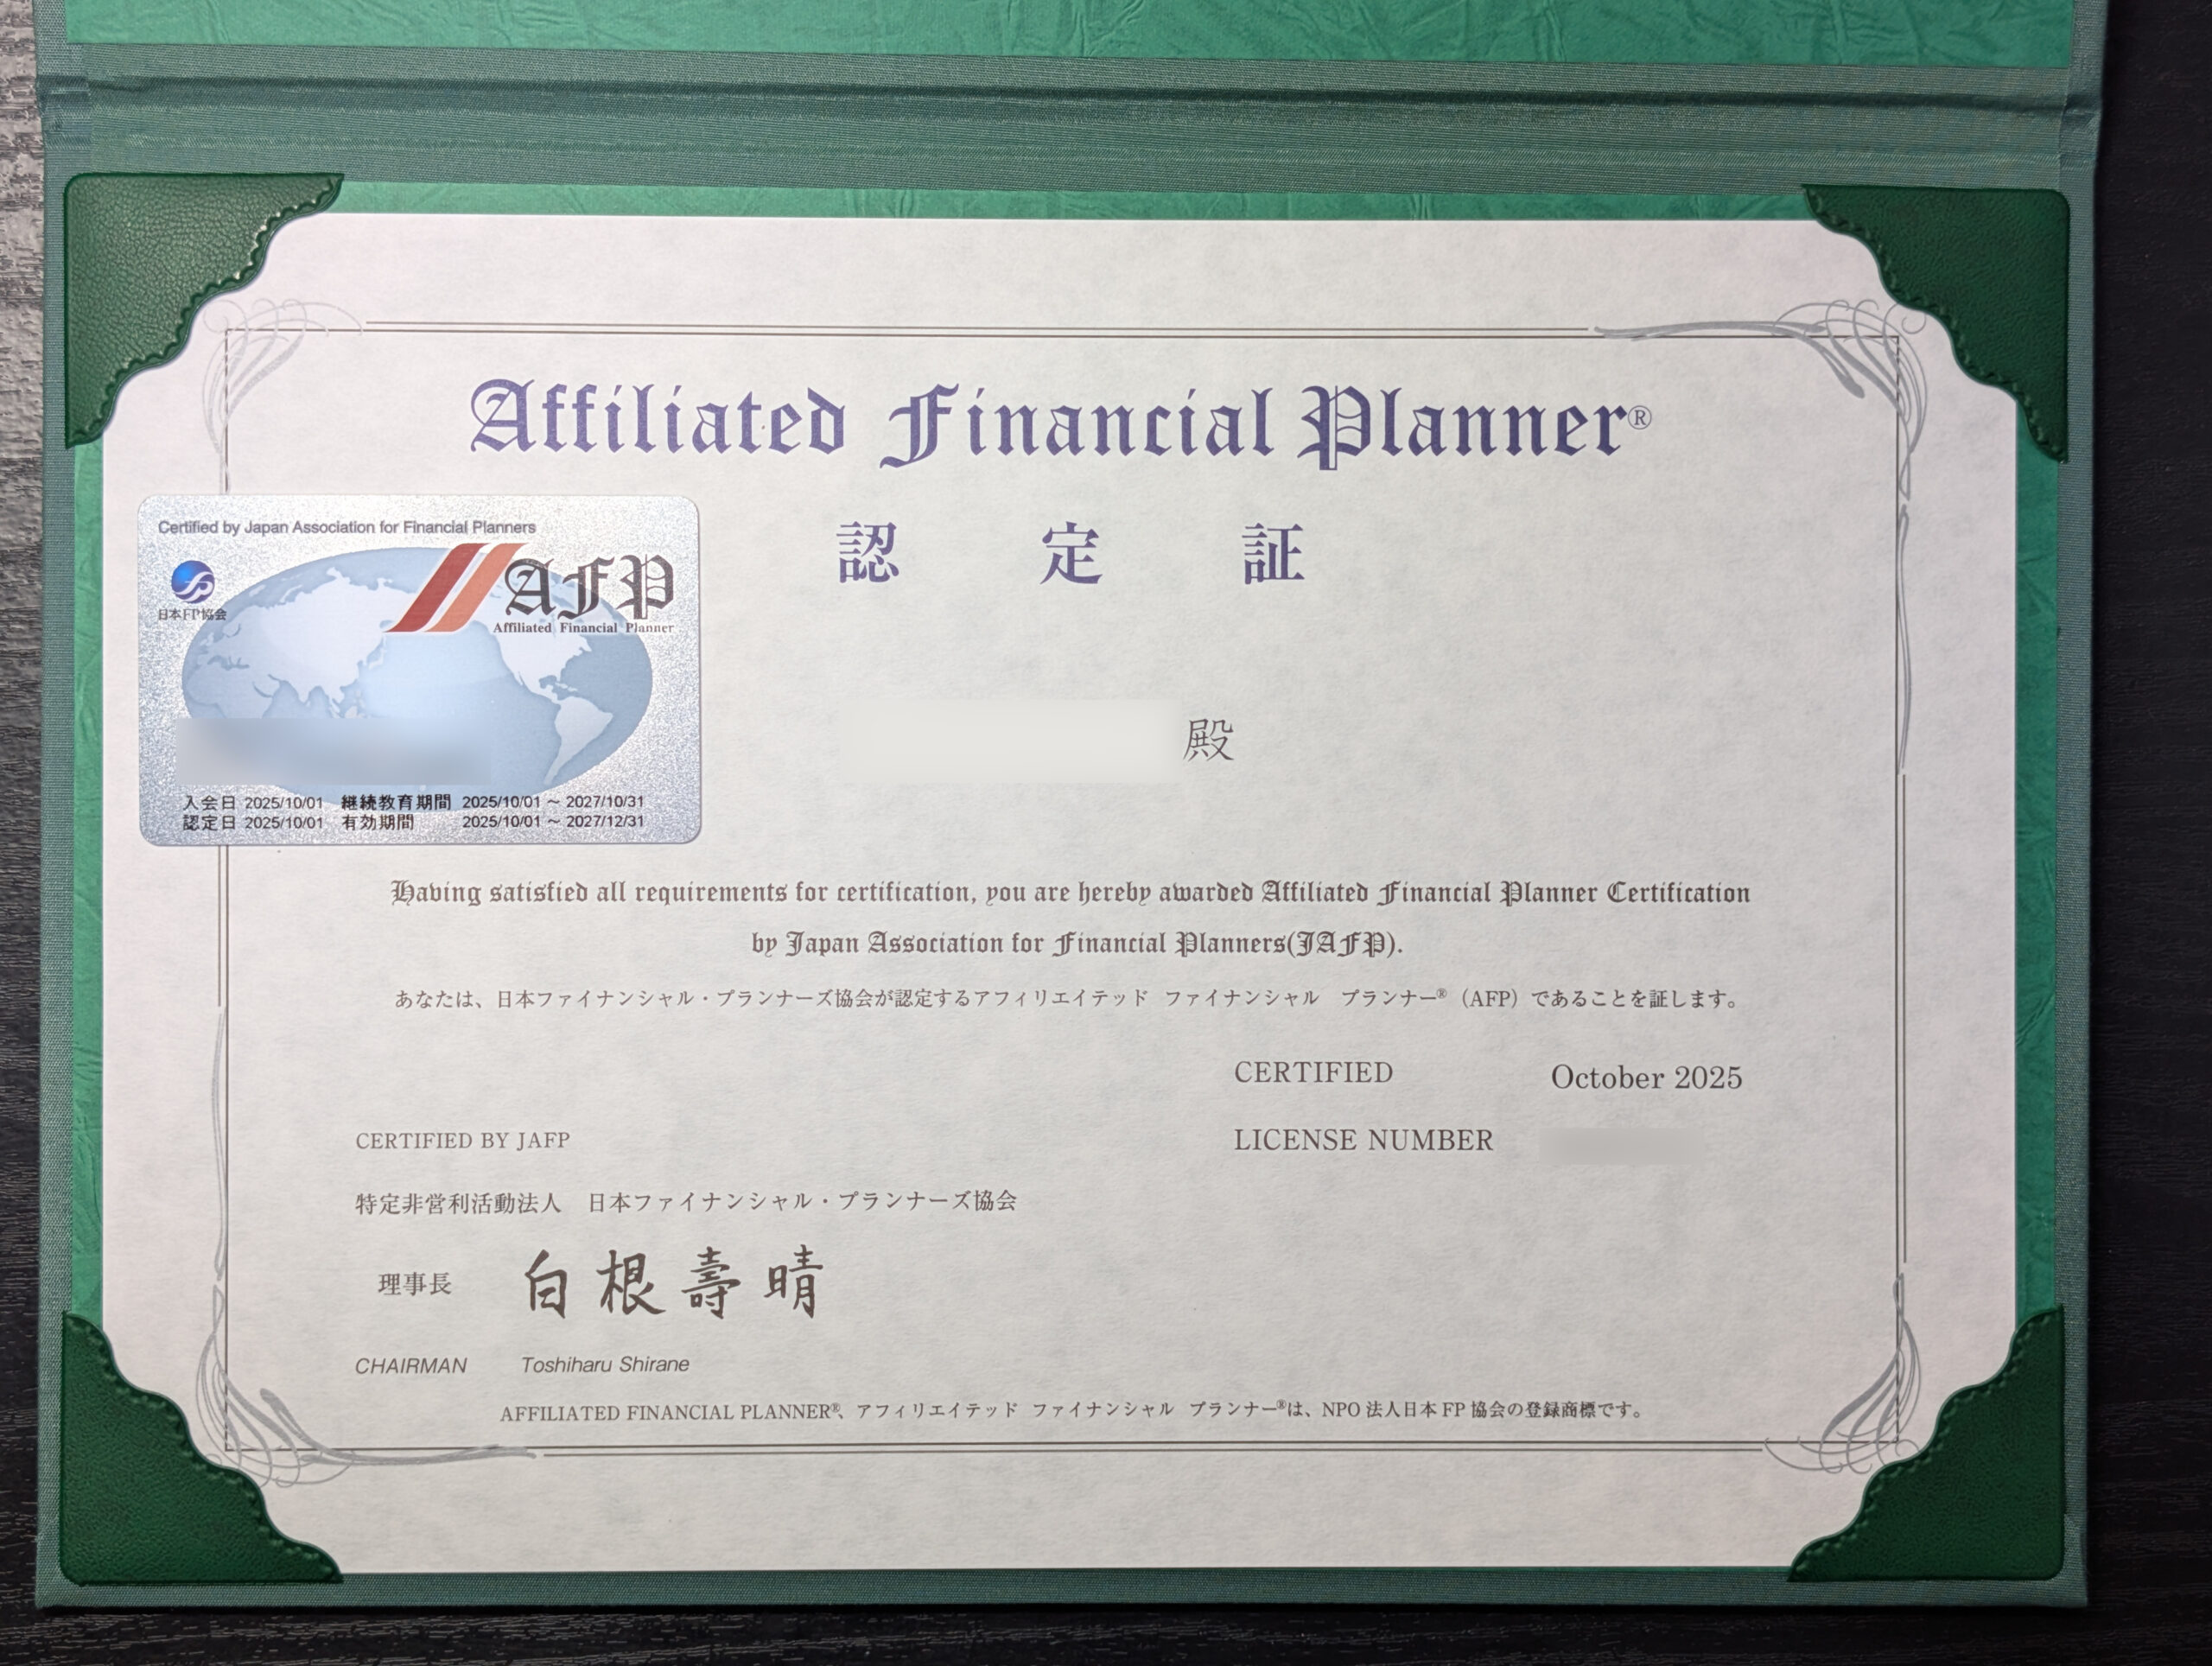 Affiliated Financial Planner®
認定証
Certified by Japan Association for Financial Planners
日本FP協会
AFP
Affiliated Financial Planner
入会日 2025/10/01 継続教育期間 2025/10/01 ~ 2027/10/31
認定日 2025/10/01 有効期間 2025/10/01 ~ 2027/12/31
殿
Having satisfied all requirements for certification, you are hereby awarded Affiliated Financial Planner Certification
by Japan Association for Financial Planners(JAFP).
あなたは、日本ファイナンシャル・プランナーズ協会が認定するアフィリエイテッド ファイナンシャル プランナー®（AFP）であることを証します。
CERTIFIED October 2025
CERTIFIED BY JAFP
LICENSE NUMBER
特定非営利活動法人 日本ファイナンシャル・プランナーズ協会
理事長 白根壽晴
CHAIRMAN Toshiharu Shirane
AFFILIATED FINANCIAL PLANNER®、アフィリエイテッド ファイナンシャル プランナー®は、NPO法人日本FP協会の登録商標です。